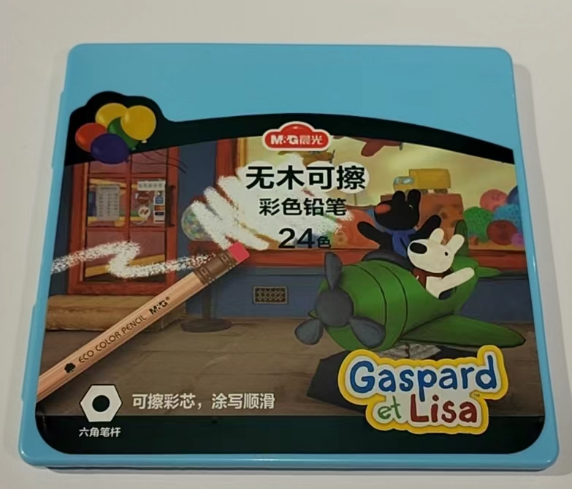 M&G晨光
无木可擦
彩色铅笔
24色
ECO COLOR PENCIL M&G®
Gaspard
et Lisa
可擦彩芯，涂写顺滑
六角笔杆